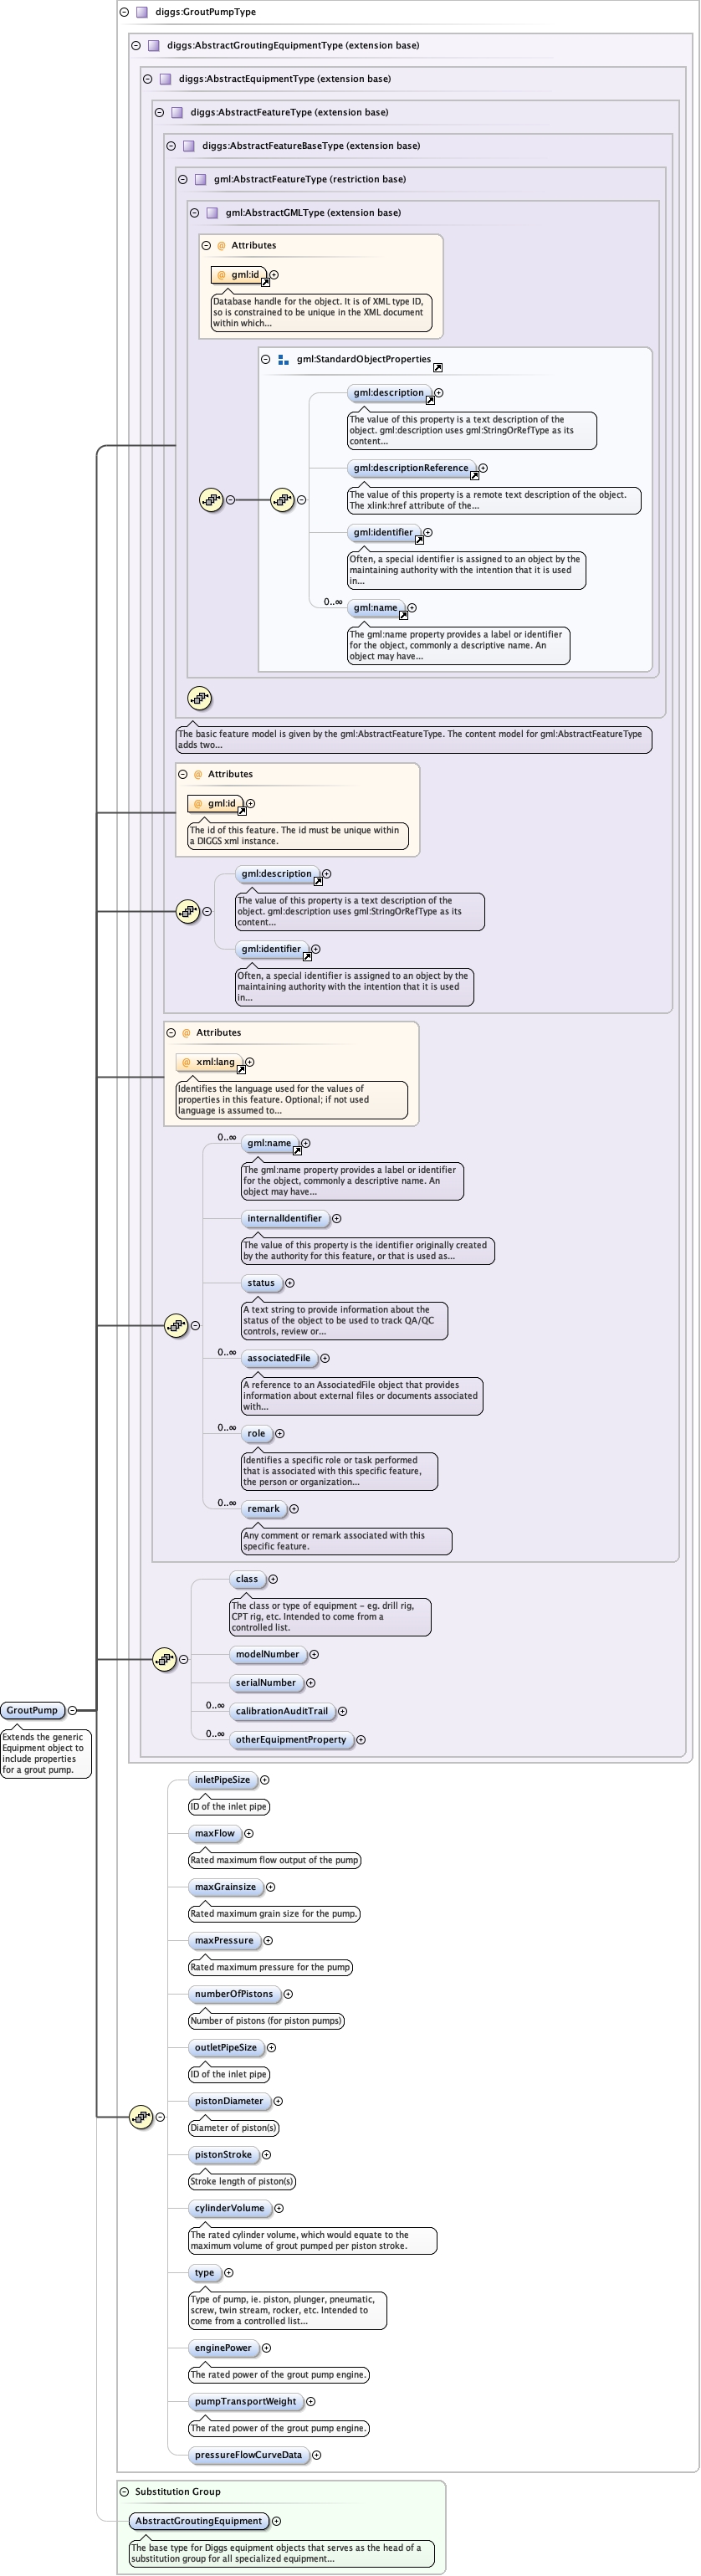 diggs:GroutPumpType
diggs:AbstractGroutingEquipmentType (extension base)
diggs:AbstractEquipmentType (extension base)
diggs:AbstractFeatureType (extension base)
diggs:AbstractFeatureBaseType (extension base)
gml:AbstractFeatureType (restriction base)
gml:AbstractGMLType (extension base)
@ Attributes
@ gml:id
Database handle for the object. It is of XML type ID,
so is constrained to be unique in the XML document
within which...
gml:StandardObjectProperties
gml:description
The value of this property is a text description of the
object. gml:description uses gml:StringOrRefType as its
content...
gml:descriptionReference
The value of this property is a remote text description of the object.
The xlink:href attribute of the...
gml:identifier
Often, a special identifier is assigned to an object by the
maintaining authority with the intention that it is used
in...
0..∞
gml:name
The gml:name property provides a label or identifier
for the object, commonly a descriptive name. An
object may have...
The basic feature model is given by the gml:AbstractFeatureType. The content model for gml:AbstractFeatureType
adds two...
@ Attributes
@ gml:id
The id of this feature. The id must be unique within
a DIGGS xml instance.
gml:description
The value of this property is a text description of the
object. gml:description uses gml:StringOrRefType as its
content...
gml:identifier
Often, a special identifier is assigned to an object by the
maintaining authority with the intention that it is used
in...
@ Attributes
@ xml:lang
Identifies the language used for the values of
properties in this feature. Optional; if not used
language is assumed to...
0..∞
gml:name
The gml:name property provides a label or identifier
for the object, commonly a descriptive name. An
object may have...
internalIdentifier
The value of this property is the identifier originally created
by the authority for this feature, or that is used as...
status
A text string to provide information about the
status of the object to be used to track QA/QC
controls, review or...
0..∞
associatedFile
A reference to an AssociatedFile object that provides
information about external files or documents associated
with...
0..∞
role
Identifies a specific role or task performed
that is associated with this specific feature,
the person or organization...
0..∞
remark
Any comment or remark associated with this
specific feature.
class
The class or type of equipment - eg. drill rig,
CPT rig, etc. Intended to come from a
controlled list.
modelNumber
serialNumber
0..∞
calibrationAuditTrail
0..∞
otherEquipmentProperty
GroutPump
Extends the generic
Equipment object to
include properties
for a grout pump.
inletPipeSize
ID of the inlet pipe
maxFlow
Rated maximum flow output of the pump
maxGrainsize
Rated maximum grain size for the pump.
maxPressure
Rated maximum pressure for the pump
numberOfPistons
Number of pistons (for piston pumps)
outletPipeSize
ID of the inlet pipe
pistonDiameter
Diameter of piston(s)
pistonStroke
Stroke length of piston(s)
cylinderVolume
The rated cylinder volume, which would equate to the
maximum volume of grout pumped per piston stroke.
type
Type of pump, ie. piston, plunger, pneumatic,
screw, twin stream, rocker, etc. Intended to
come from a controlled list...
enginePower
The rated power of the grout pump engine.
pumpTransportWeight
The rated power of the grout pump engine.
pressureFlowCurveData
Substitution Group
AbstractGroutingEquipment
The base type for Diggs equipment objects that serves as the head of a
substitution group for all specialized equipment...